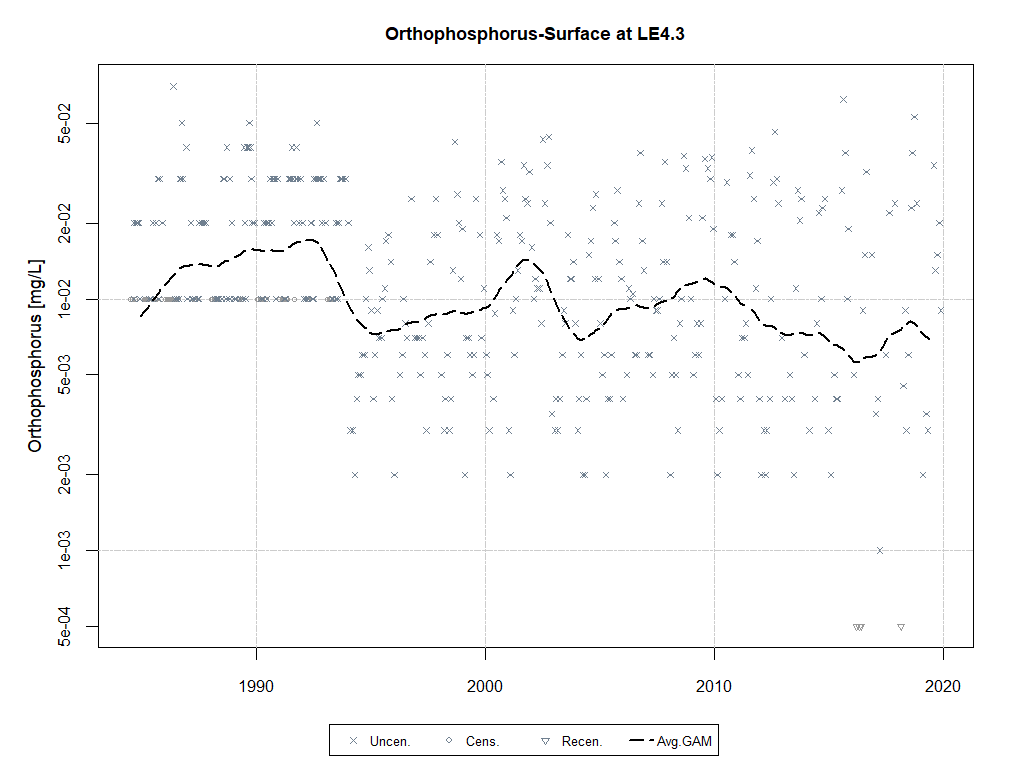 Orthophosphorus-Surface at LE4.3
Orthophosphorus [mg/L]
5e-02
2e-02
1e-02
5e-03
2e-03
1e-03
5e-04
1990 2000 2010 2020
Uncen. Cens. Recen. Avg.GAM